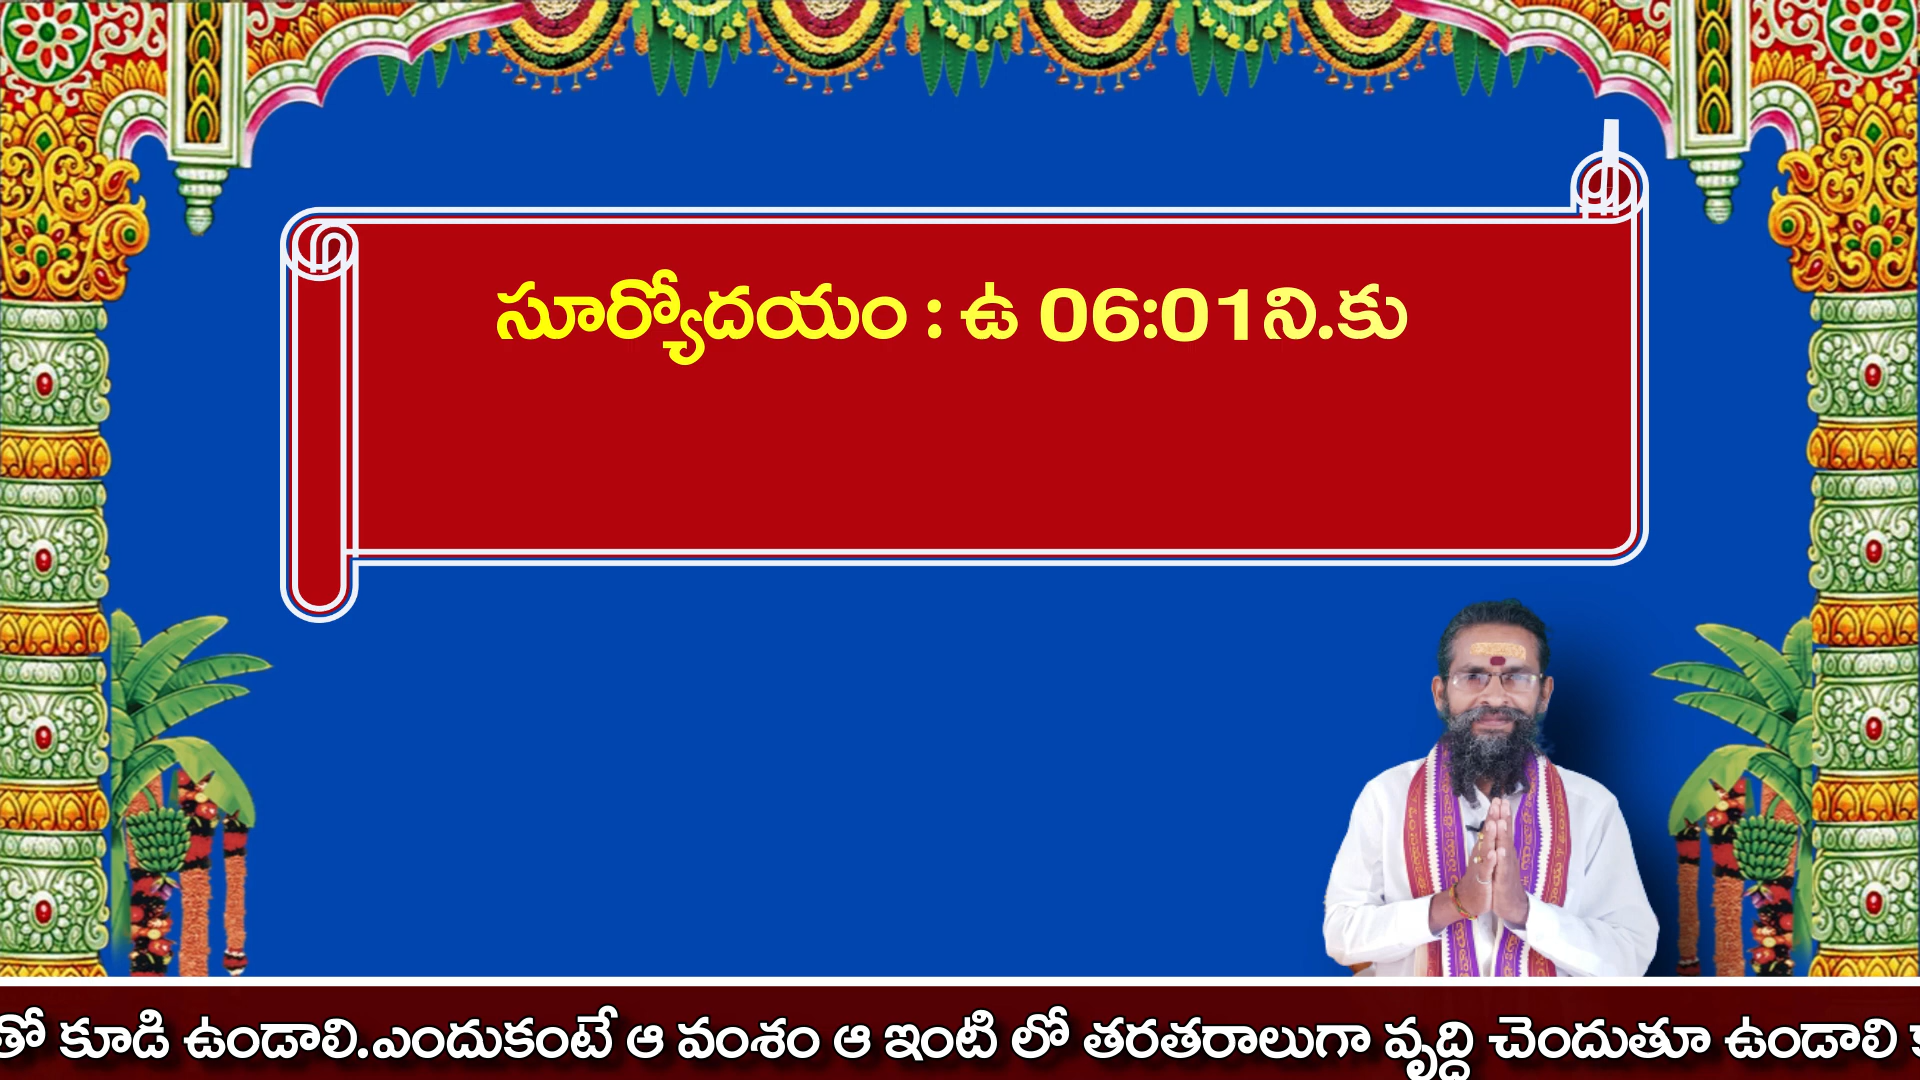 సూర్యోదయం : ఉ 06:01ని.కు
తో కూడి ఉండాలి.ఎందుకంటే ఆ వంశం ఆ ఇంటి లో తరతరాలుగా వృద్ధి చెందుతూ ఉండాలి